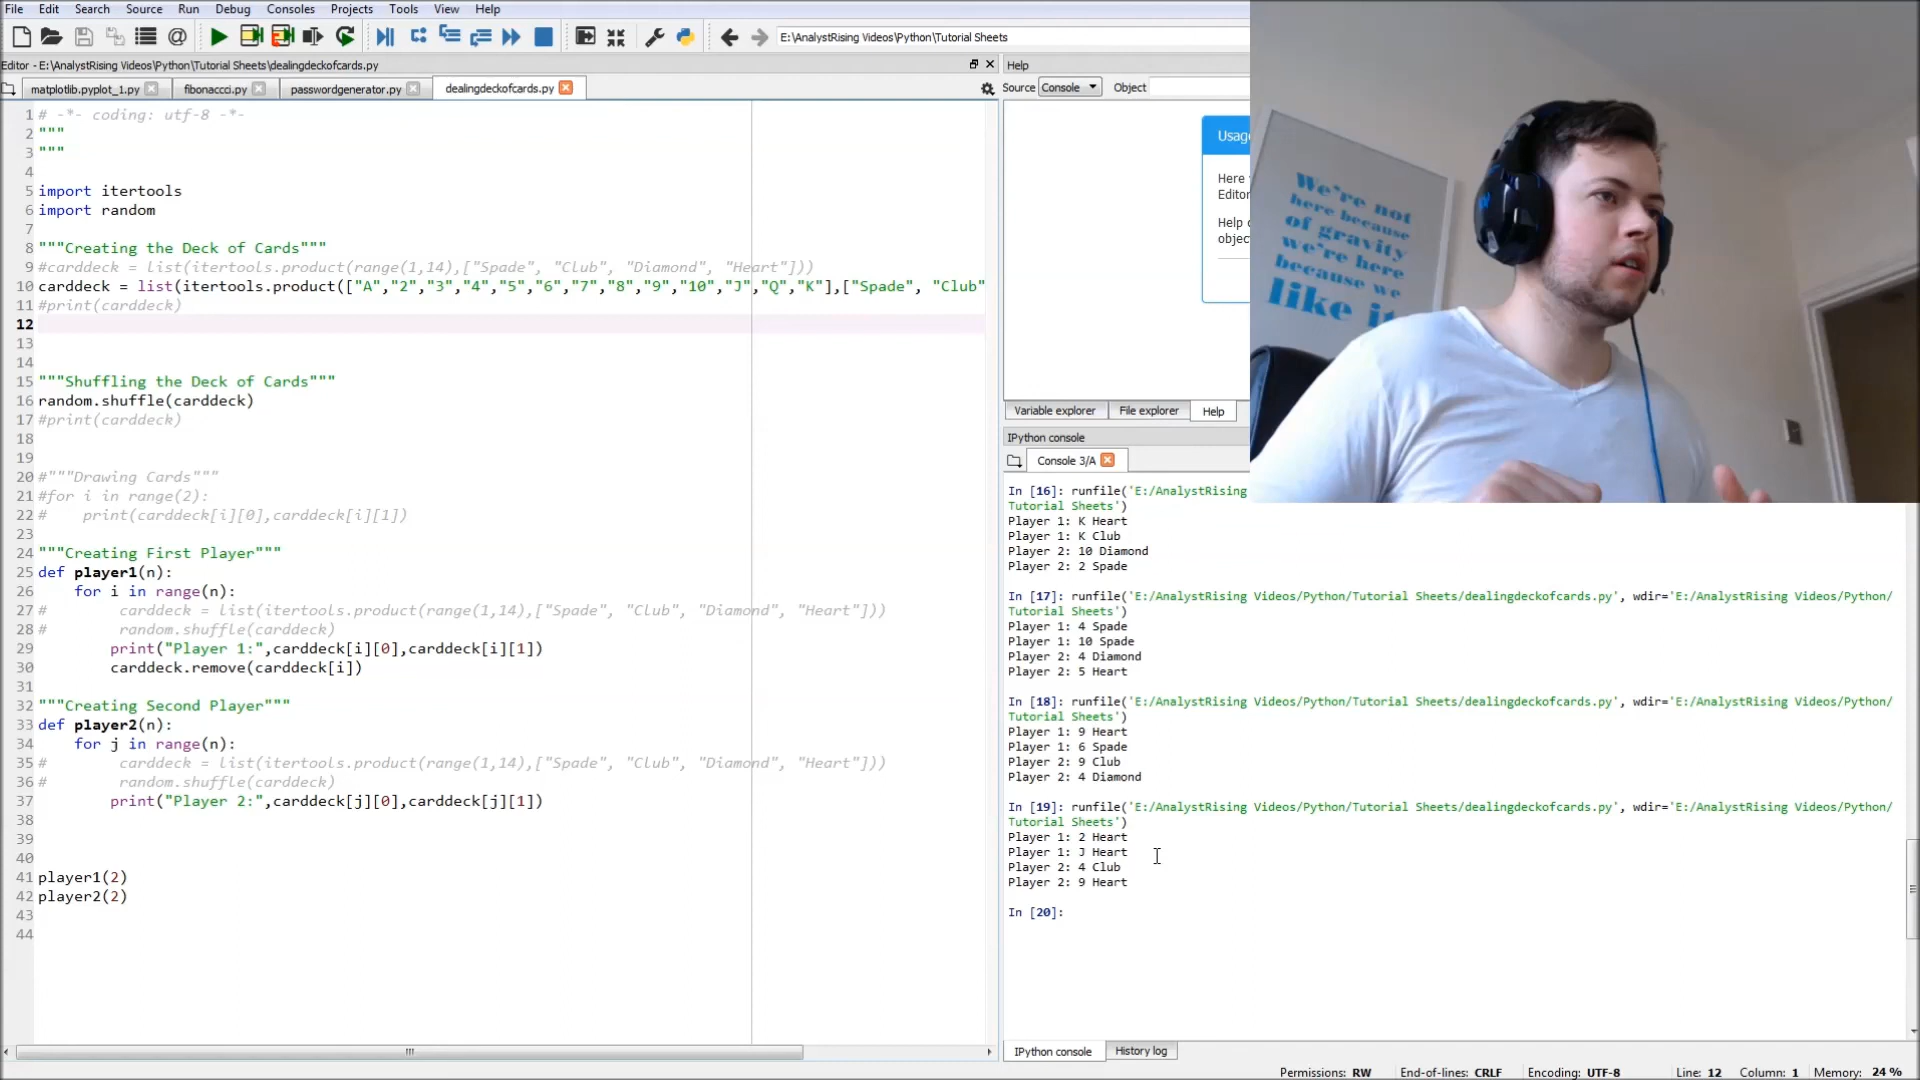 File Edit Search Source Run Debug Consoles Projects Tools View Help
E:\AnalystRising Videos\Python\Tutorial Sheets
Editor - E:\AnalystRising Videos\Python\Tutorial Sheets\dealingdeckofcards.py
matplotlib.pyplot_1.py fibonaccci.py passwordgenerator.py dealingdeckofcards.py
1 # -*- coding: utf-8 -*-
2 """
3 """
4
5 import itertools
6 import random
7
8 """Creating the Deck of Cards"""
9 #carddeck = list(itertools.product(range(1,14),["Spade", "Club", "Diamond", "Heart"]))
10 carddeck = list(itertools.product(["A","2","3","4","5","6","7","8","9","10","J","Q","K"],["Spade", "Club"
11 #print(carddeck)
12
13
14
15 """Shuffling the Deck of Cards"""
16 random.shuffle(carddeck)
17 #print(carddeck)
18
19
20 #"""Drawing Cards"""
21 #for i in range(2):
22 #    print(carddeck[i][0],carddeck[i][1])
23
24 """Creating First Player"""
25 def player1(n):
26     for i in range(n):
27 #        carddeck = list(itertools.product(range(1,14),["Spade", "Club", "Diamond", "Heart"]))
28 #        random.shuffle(carddeck)
29         print("Player 1:",carddeck[i][0],carddeck[i][1])
30         carddeck.remove(carddeck[i])
31
32 """Creating Second Player"""
33 def player2(n):
34     for j in range(n):
35 #        carddeck = list(itertools.product(range(1,14),["Spade", "Club", "Diamond", "Heart"]))
36 #        random.shuffle(carddeck)
37         print("Player 2:",carddeck[j][0],carddeck[j][1])
38
39
40
41 player1(2)
42 player2(2)
43
44
Help
Source Console Object
Usag
Here
Editor
Help
objec
Variable explorer File explorer Help
IPython console
Console 3/A
In [16]: runfile('E:/AnalystRising
Tutorial Sheets')
Player 1: K Heart
Player 1: K Club
Player 2: 10 Diamond
Player 2: 2 Spade
In [17]: runfile('E:/AnalystRising Videos/Python/Tutorial Sheets/dealingdeckofcards.py', wdir='E:/AnalystRising Videos/Python/
Tutorial Sheets')
Player 1: 4 Spade
Player 1: 10 Spade
Player 2: 4 Diamond
Player 2: 5 Heart
In [18]: runfile('E:/AnalystRising Videos/Python/Tutorial Sheets/dealingdeckofcards.py', wdir='E:/AnalystRising Videos/Python/
Tutorial Sheets')
Player 1: 9 Heart
Player 1: 6 Spade
Player 2: 9 Club
Player 2: 4 Diamond
In [19]: runfile('E:/AnalystRising Videos/Python/Tutorial Sheets/dealingdeckofcards.py', wdir='E:/AnalystRising Videos/Python/
Tutorial Sheets')
Player 1: 2 Heart
Player 1: J Heart
Player 2: 4 Club
Player 2: 9 Heart
In [20]:
IPython console History log
Permissions: RW End-of-lines: CRLF Encoding: UTF-8 Line: 12 Column: 1 Memory: 24 %
We're not
here because
of gravity
we're here
because we
like it